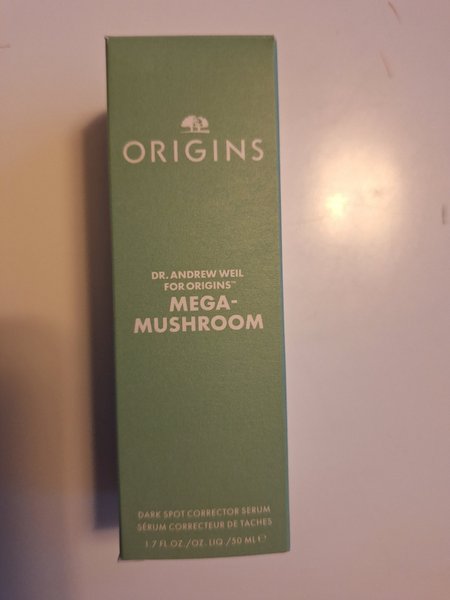 ORIGINS
DR. ANDREW WEIL
FOR ORIGINS™
MEGA-
MUSHROOM
DARK SPOT CORRECTOR SERUM
SÉRUM CORRECTEUR DE TACHES
1.7 FL.OZ./OZ. LIQ./50 ML ℮